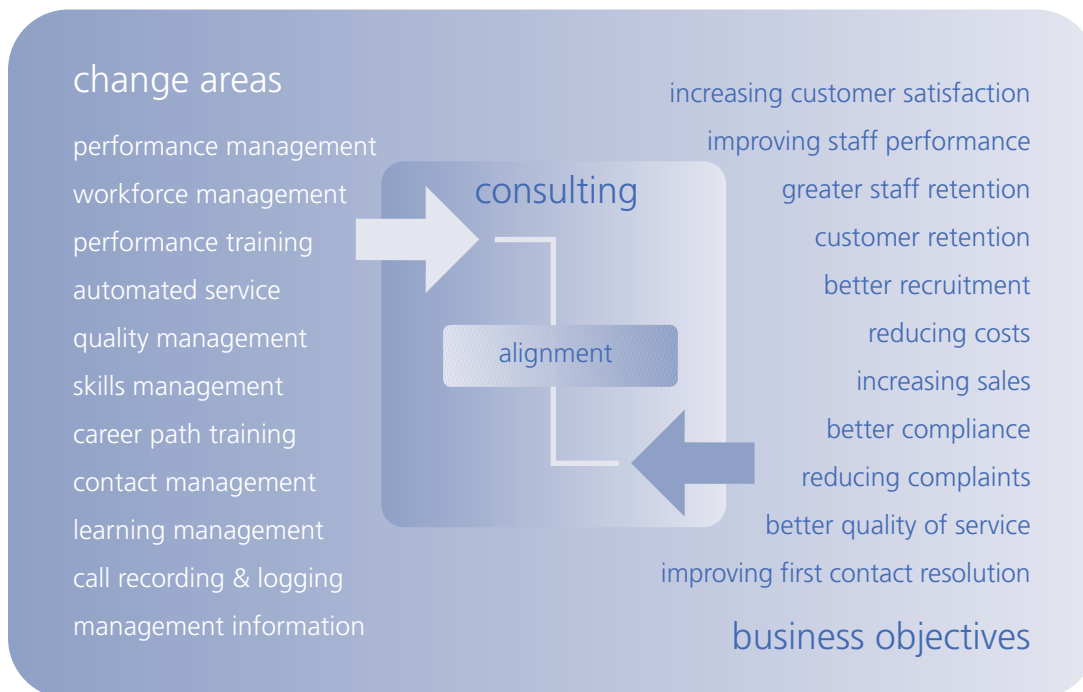 change areas
performance management
workforce management
performance training
automated service
quality management
skills management
career path training
contact management
learning management
call recording & logging
management information
consulting
alignment
increasing customer satisfaction
improving staff performance
greater staff retention
customer retention
better recruitment
reducing costs
increasing sales
better compliance
reducing complaints
better quality of service
improving first contact resolution
business objectives